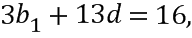 3b₁ + 13d = 16,